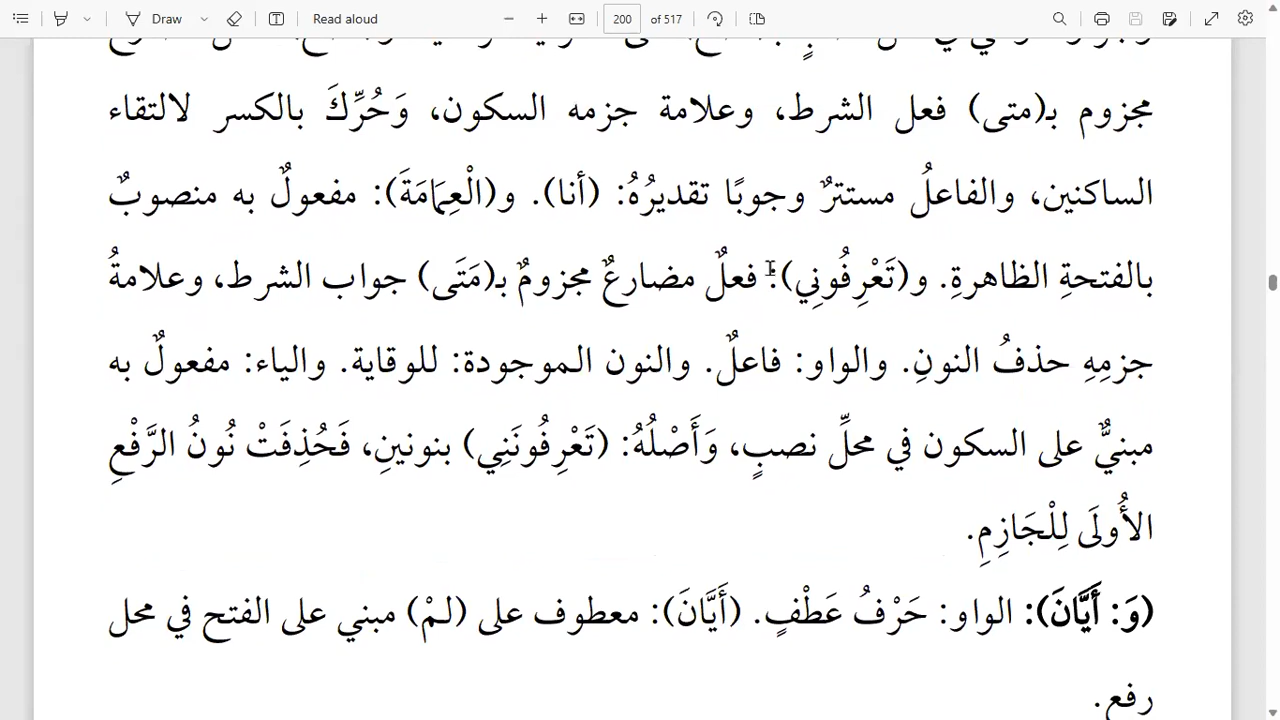 Draw
Read aloud
200 of 517
مجزوم بـ(متى) فعل الشرط، وعلامة جزمه السكون، وَحُرِّكَ بالكسر لالتقاء
الساكنين، والفاعلُ مستترٌ وجوبًا تقديرُهُ: (أنا). و(الْعِمَامَةَ): مفعولٌ به منصوبٌ
بالفتحةِ الظاهرةِ. و(تَعْرِفُونِي): فعلٌ مضارعٌ مجزومٌ بـ(مَتَى) جواب الشرط، وعلامةُ
جزمِهِ حذفُ النونِ. والواو: فاعلٌ. والنون الموجودة: للوقاية. والياء: مفعولٌ به
مبنيٌّ على السكون في محلِّ نصبٍ، وَأَصْلُهُ: (تَعْرِفُونَنِي) بنونينِ، فَحُذِفَتْ نُونُ الرَّفْعِ
الأُولَى لِلْجَازِمِ.
(وَ: أَيَّانَ): الواو: حَرْفُ عَطْفٍ. (أَيَّانَ): معطوف على (لمْ) مبني على الفتح في محل
رفع.